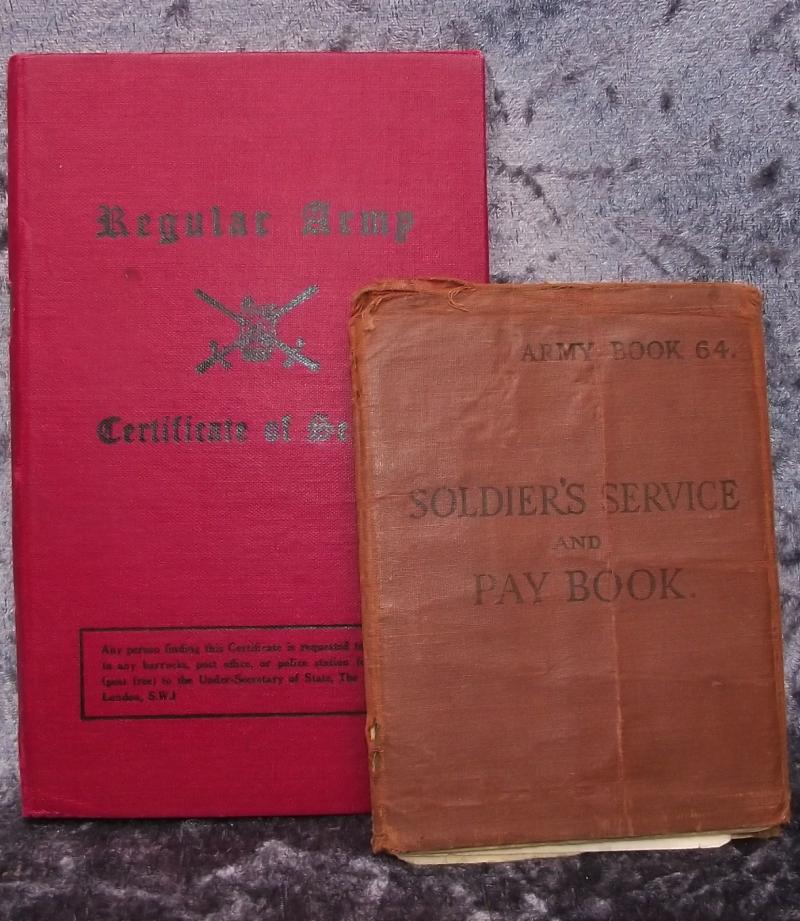 Regular Army
Certificate of Se
Any person finding this Certificate is requested to
in any barracks, post office, or police station fo
(post free) to the Under-Secretary of State, The
London, S.W.1
ARMY BOOK 64.
SOLDIER'S SERVICE
AND
PAY BOOK.